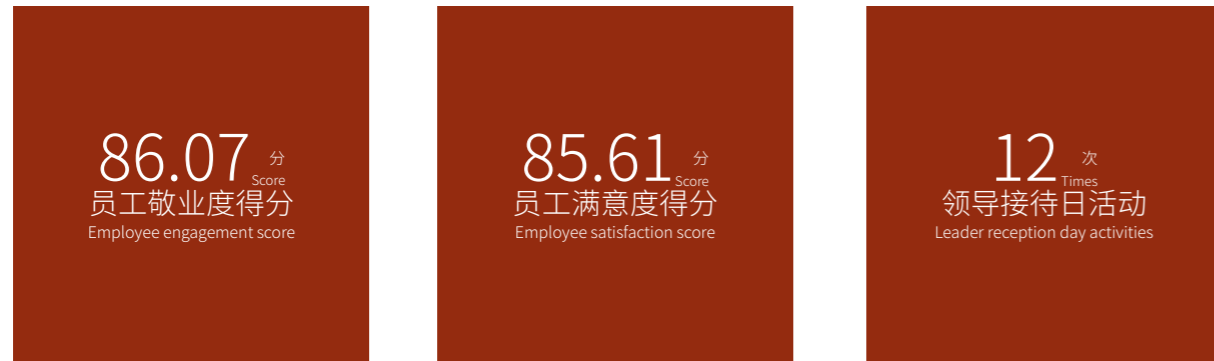 86.07 分
Score
员工敬业度得分
Employee engagement score
85.61 分
Score
员工满意度得分
Employee satisfaction score
12 次
Times
领导接待日活动
Leader reception day activities